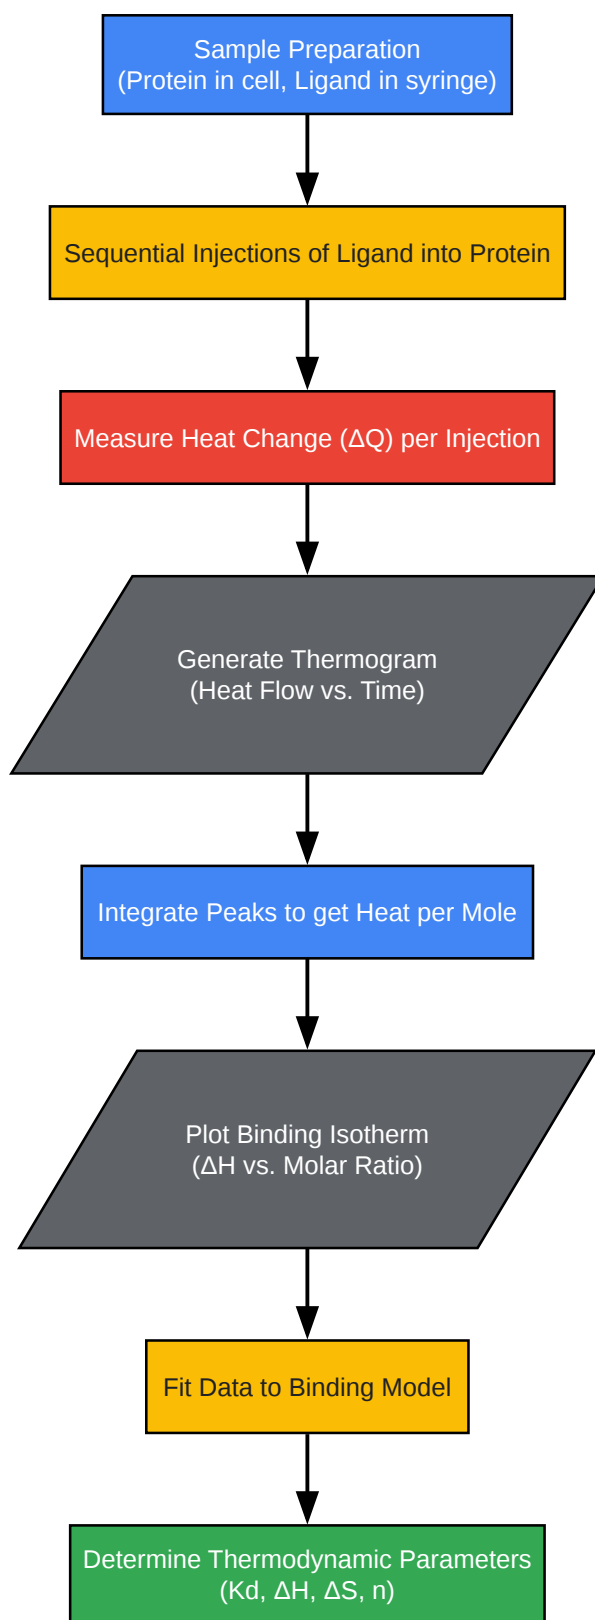 Sample Preparation
(Protein in cell, Ligand in syringe)
Sequential Injections of Ligand into Protein
Measure Heat Change (ΔQ) per Injection
Generate Thermogram
(Heat Flow vs. Time)
Integrate Peaks to get Heat per Mole
Plot Binding Isotherm
(ΔH vs. Molar Ratio)
Fit Data to Binding Model
Determine Thermodynamic Parameters
(Kd, ΔH, ΔS, n)